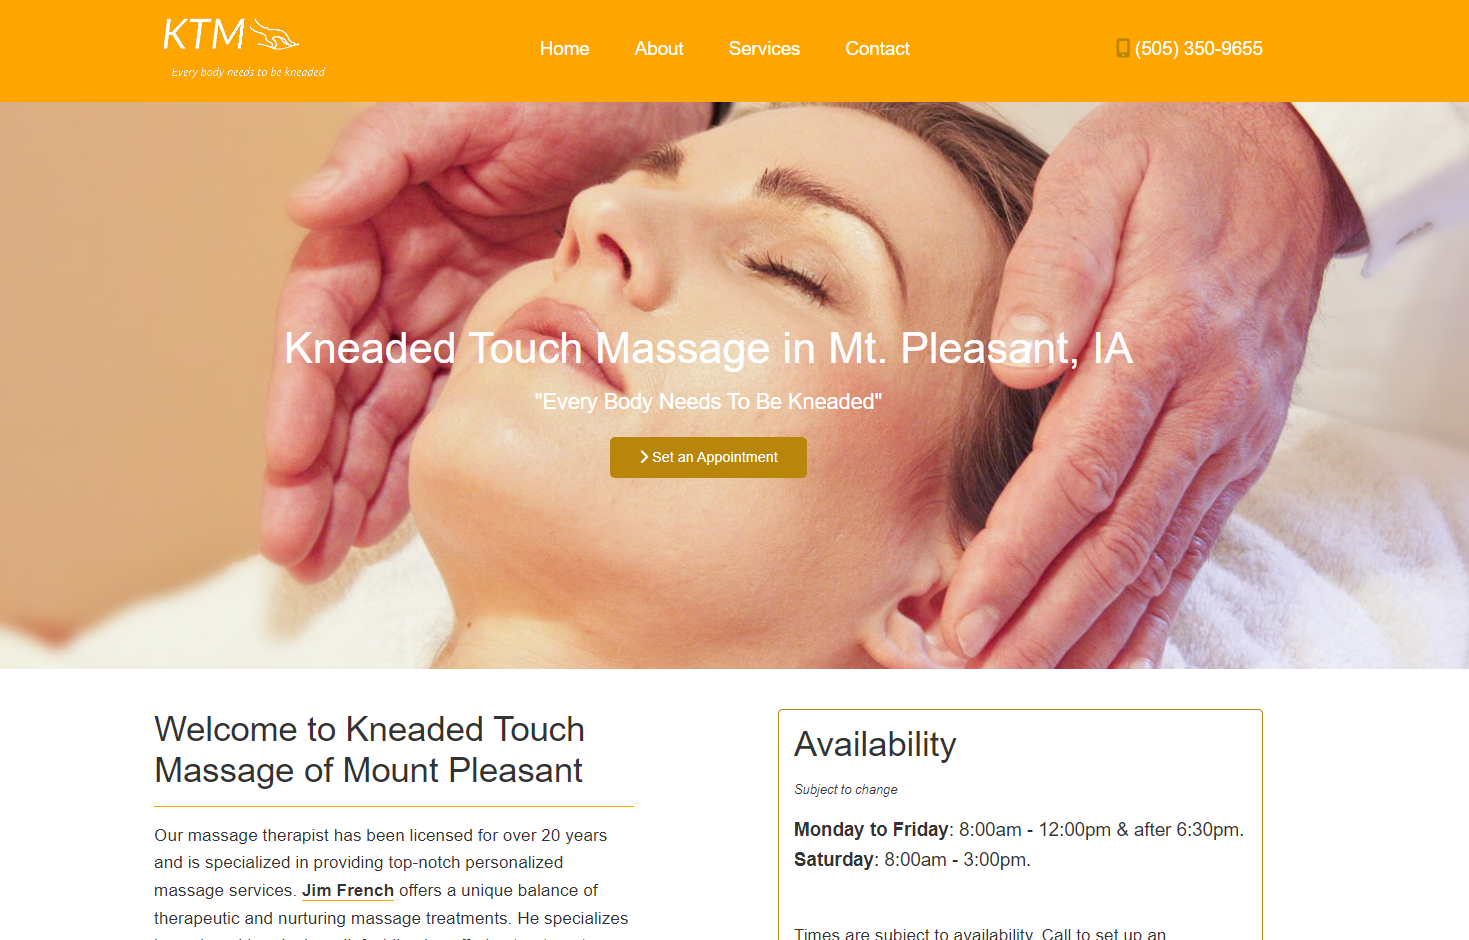 KTM
Every body needs to be kneaded
Home
About
Services
Contact
(505) 350-9655
Kneaded Touch Massage in Mt. Pleasant, IA
"Every Body Needs To Be Kneaded"
Set an Appointment
Welcome to Kneaded Touch
Massage of Mount Pleasant
Our massage therapist has been licensed for over 20 years
and is specialized in providing top-notch personalized
massage services. Jim French offers a unique balance of
therapeutic and nurturing massage treatments. He specializes
Availability
Subject to change
Monday to Friday: 8:00am - 12:00pm & after 6:30pm.
Saturday: 8:00am - 3:00pm.
Times are subject to availability. Call to set up an